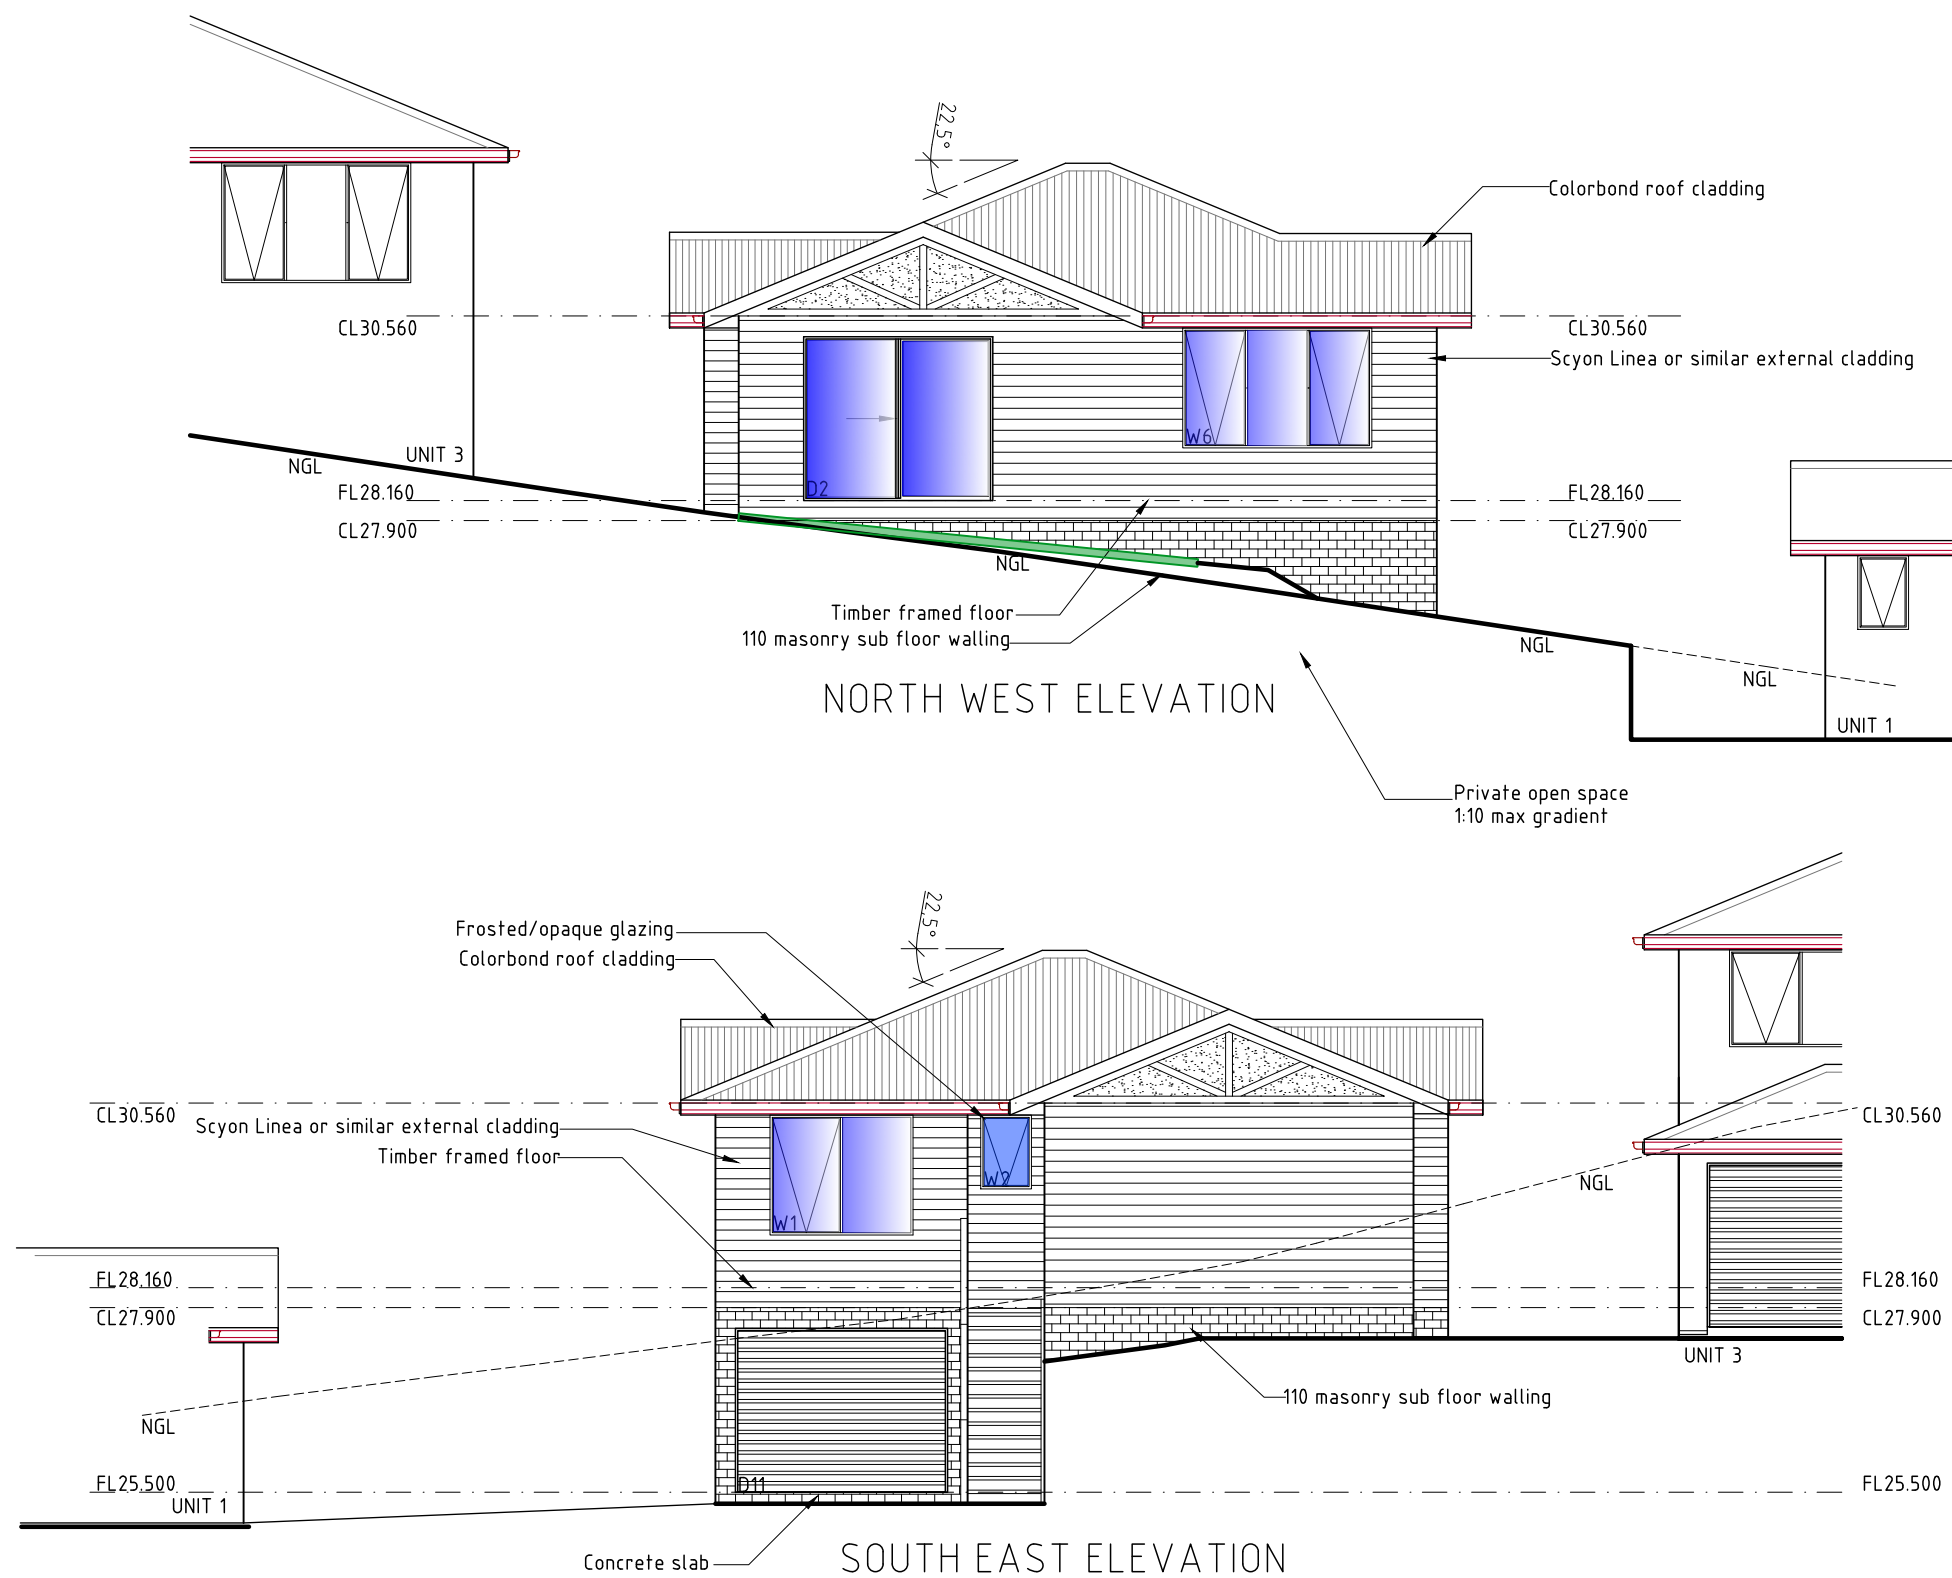 22.5°
Colorbond roof cladding
CL30.560
CL30.560
Scyon Linea or similar external cladding
W6
UNIT 3
NGL
D2
FL28.160
FL28.160
CL27.900
CL27.900
NGL
Timber framed floor
110 masonry sub floor walling
NGL
NGL
UNIT 1
NORTH WEST ELEVATION
Private open space
1:10 max gradient
22.5°
Frosted/opaque glazing
Colorbond roof cladding
CL30.560
CL30.560
Scyon Linea or similar external cladding
Timber framed floor
W2
NGL
W1
FL28.160
FL28.160
CL27.900
CL27.900
UNIT 3
110 masonry sub floor walling
NGL
FL25.500
D11
FL25.500
UNIT 1
Concrete slab
SOUTH EAST ELEVATION